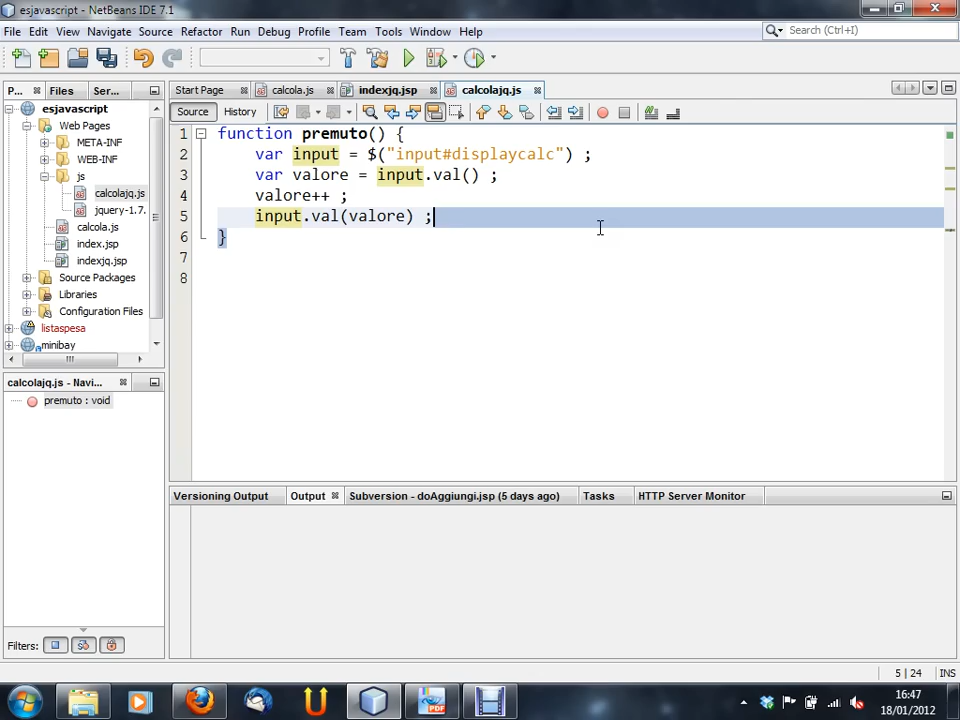 esjavascript - NetBeans IDE 7.1
File Edit View Navigate Source Refactor Run Debug Profile Team Tools Window Help
Search (Ctrl+I)
P... Files Ser...
Start Page calcola.js indexjq.jsp calcolajq.js
Source History
esjavascript
Web Pages
META-INF
WEB-INF
js
calcolajq.js
jquery-1.7.
calcola.js
index.jsp
indexjq.jsp
Source Packages
Libraries
Configuration Files
listaspesa
minibay
1 function premuto() {
2 var input = $("input#displaycalc") ;
3 var valore = input.val() ;
4 valore++ ;
5 input.val(valore) ;
6 }
7
8
calcolajq.js - Navi...
premuto : void
Filters:
Versioning Output Output Subversion - doAggiungi.jsp (5 days ago) Tasks HTTP Server Monitor
5 | 24 INS
PDF
16:47
18/01/2012